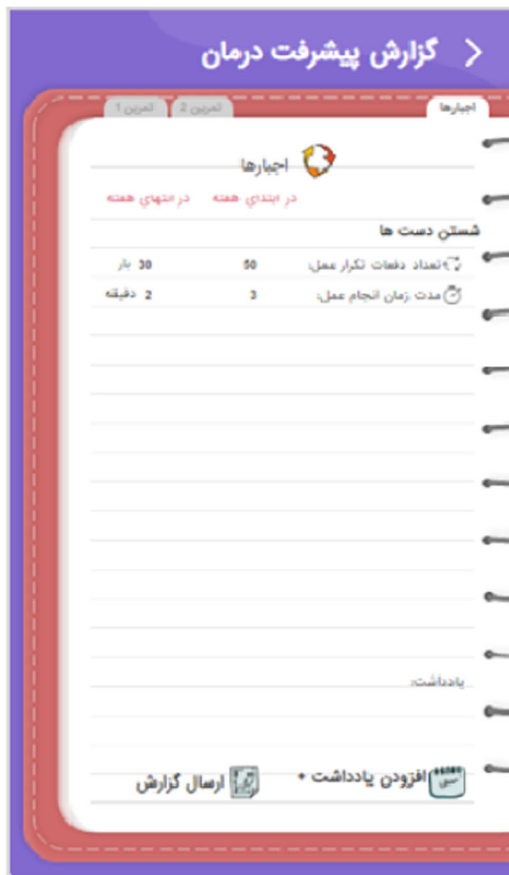 گزارش پیشرفت درمان
اجبارها تمرین 2 تمرین 1
اجبارها
در ابتدای هفته در انتهای هفته
شستن دست ها
تعداد دفعات تکرار عمل: 50 30 بار
مدت زمان انجام عمل: 3 2 دقیقه
یادداشت:
افزودن یادداشت + ارسال گزارش